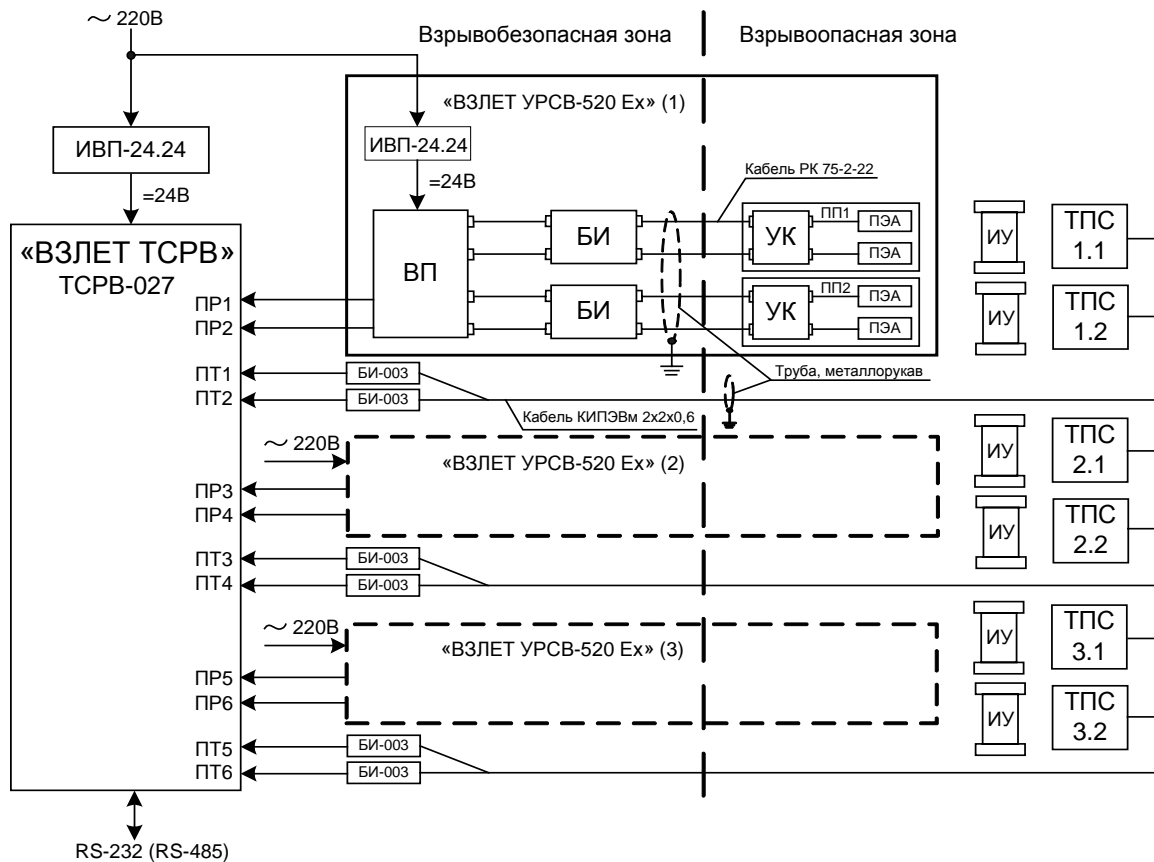 ~ 220В
Взрывобезопасная зона
Взрывоопасная зона
«ВЗЛЕТ УРСВ-520 Ex» (1)
ИВП-24.24
=24В
ИВП-24.24
=24В
Кабель РК 75-2-22
«ВЗЛЕТ ТСРВ»
ТСРВ-027
ВП
БИ
БИ
УК
ПП1
ПЭА
ПЭА
УК
ПП2
ПЭА
ПЭА
ИУ
ТПС
1.1
ИУ
ТПС
1.2
ПР1
ПР2
Труба, металлорукав
ПТ1
БИ-003
ПТ2
БИ-003
Кабель КИПЭВм 2х2х0,6
~ 220В
«ВЗЛЕТ УРСВ-520 Ex» (2)
ИУ
ТПС
2.1
ПР3
ПР4
ИУ
ТПС
2.2
ПТ3
БИ-003
ПТ4
БИ-003
~ 220В
«ВЗЛЕТ УРСВ-520 Ex» (3)
ИУ
ТПС
3.1
ПР5
ПР6
ИУ
ТПС
3.2
ПТ5
БИ-003
ПТ6
БИ-003
RS-232 (RS-485)